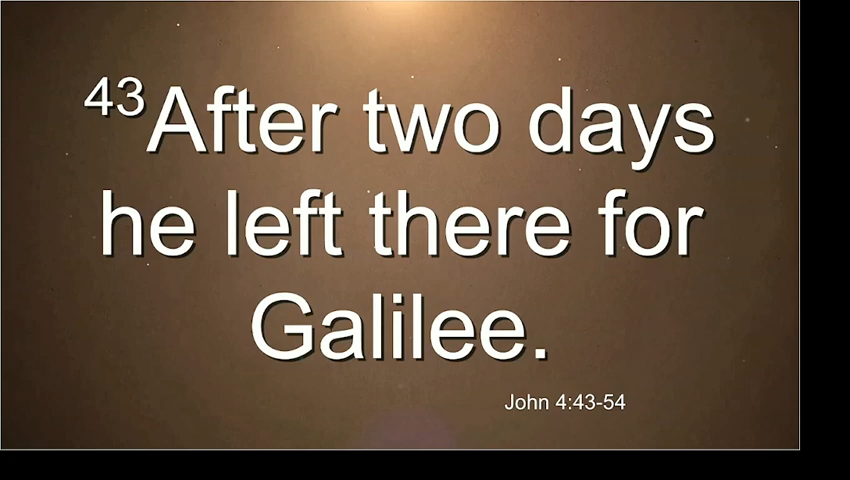 43After two days
he left there for
Galilee.
John 4:43-54